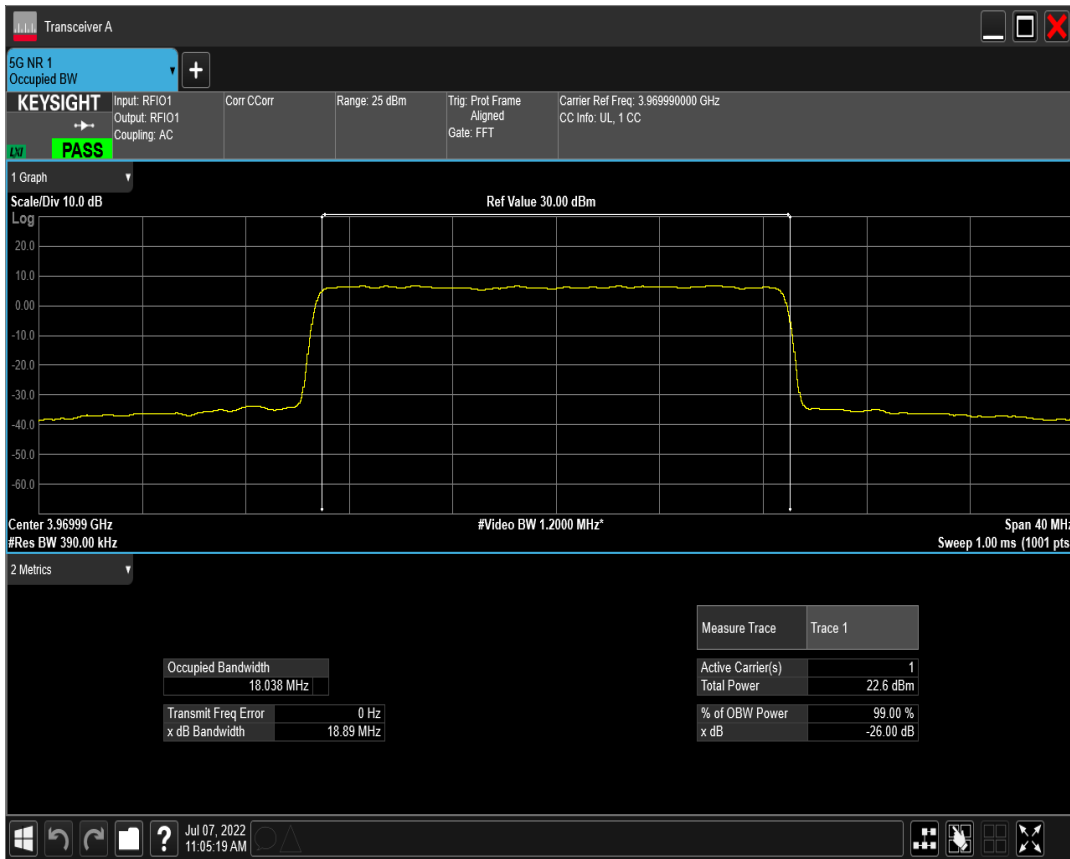 Transceiver A
5G NR 1
Occupied BW
+
KEYSIGHT
Input: RFIO1
Output: RFIO1
Coupling: AC
Corr CCorr
Range: 25 dBm
Trig: Prot Frame
Aligned
Gate: FFT
Carrier Ref Freq: 3.969990000 GHz
CC Info: UL, 1 CC
LXI
PASS
1 Graph
Scale/Div 10.0 dB
Ref Value 30.00 dBm
Log
20.0
10.0
0.00
-10.0
-20.0
-30.0
-40.0
-50.0
-60.0
Center 3.96999 GHz
#Video BW 1.2000 MHz*
Span 40 MHz
#Res BW 390.00 kHz
Sweep 1.00 ms (1001 pts
2 Metrics
Measure Trace Trace 1
Occupied Bandwidth
18.038 MHz
Active Carrier(s) 1
Total Power 22.6 dBm
Transmit Freq Error 0 Hz
x dB Bandwidth 18.89 MHz
% of OBW Power 99.00 %
x dB -26.00 dB
?
Jul 07, 2022
11:05:19 AM